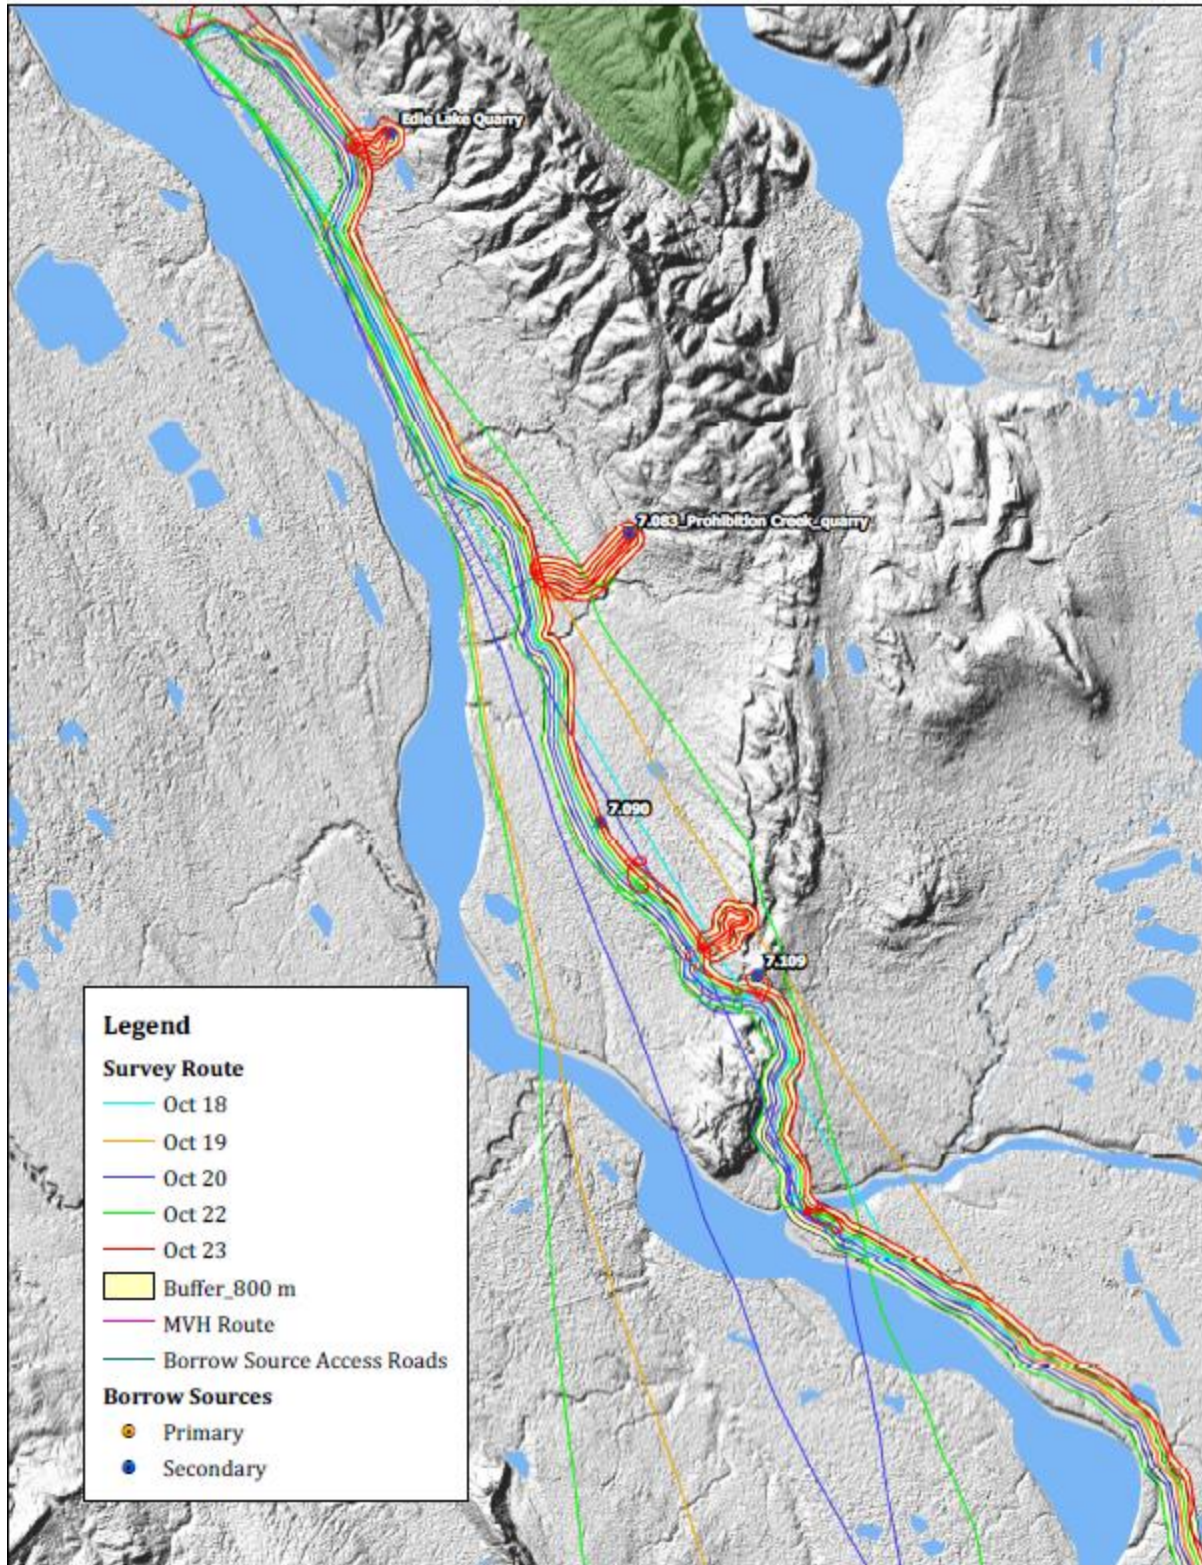 Edie Lake Quarry
7.083_Prohibition Creek_quarry
7.090
7.109
Legend
Survey Route
Oct 18
Oct 19
Oct 20
Oct 22
Oct 23
Buffer_800 m
MVH Route
Borrow Source Access Roads
Borrow Sources
Primary
Secondary